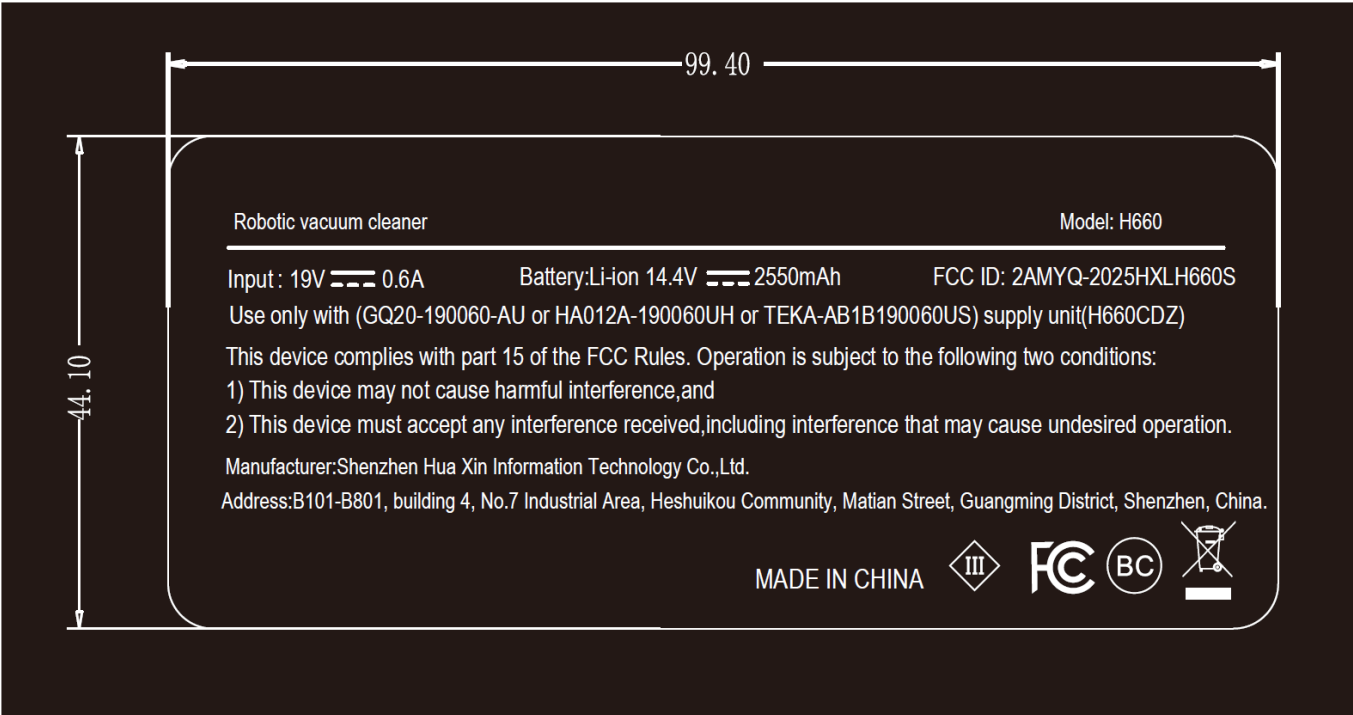 99.40
44.10
Robotic vacuum cleaner Model: H660
Input : 19V 0.6A Battery:Li-ion 14.4V 2550mAh FCC ID: 2AMYQ-2025HXLH660S
Use only with (GQ20-190060-AU or HA012A-190060UH or TEKA-AB1B190060US) supply unit(H660CDZ)
This device complies with part 15 of the FCC Rules. Operation is subject to the following two conditions:
1) This device may not cause harmful interference,and
2) This device must accept any interference received,including interference that may cause undesired operation.
Manufacturer:Shenzhen Hua Xin Information Technology Co.,Ltd.
Address:B101-B801, building 4, No.7 Industrial Area, Heshuikou Community, Matian Street, Guangming District, Shenzhen, China.
MADE IN CHINA III FC BC